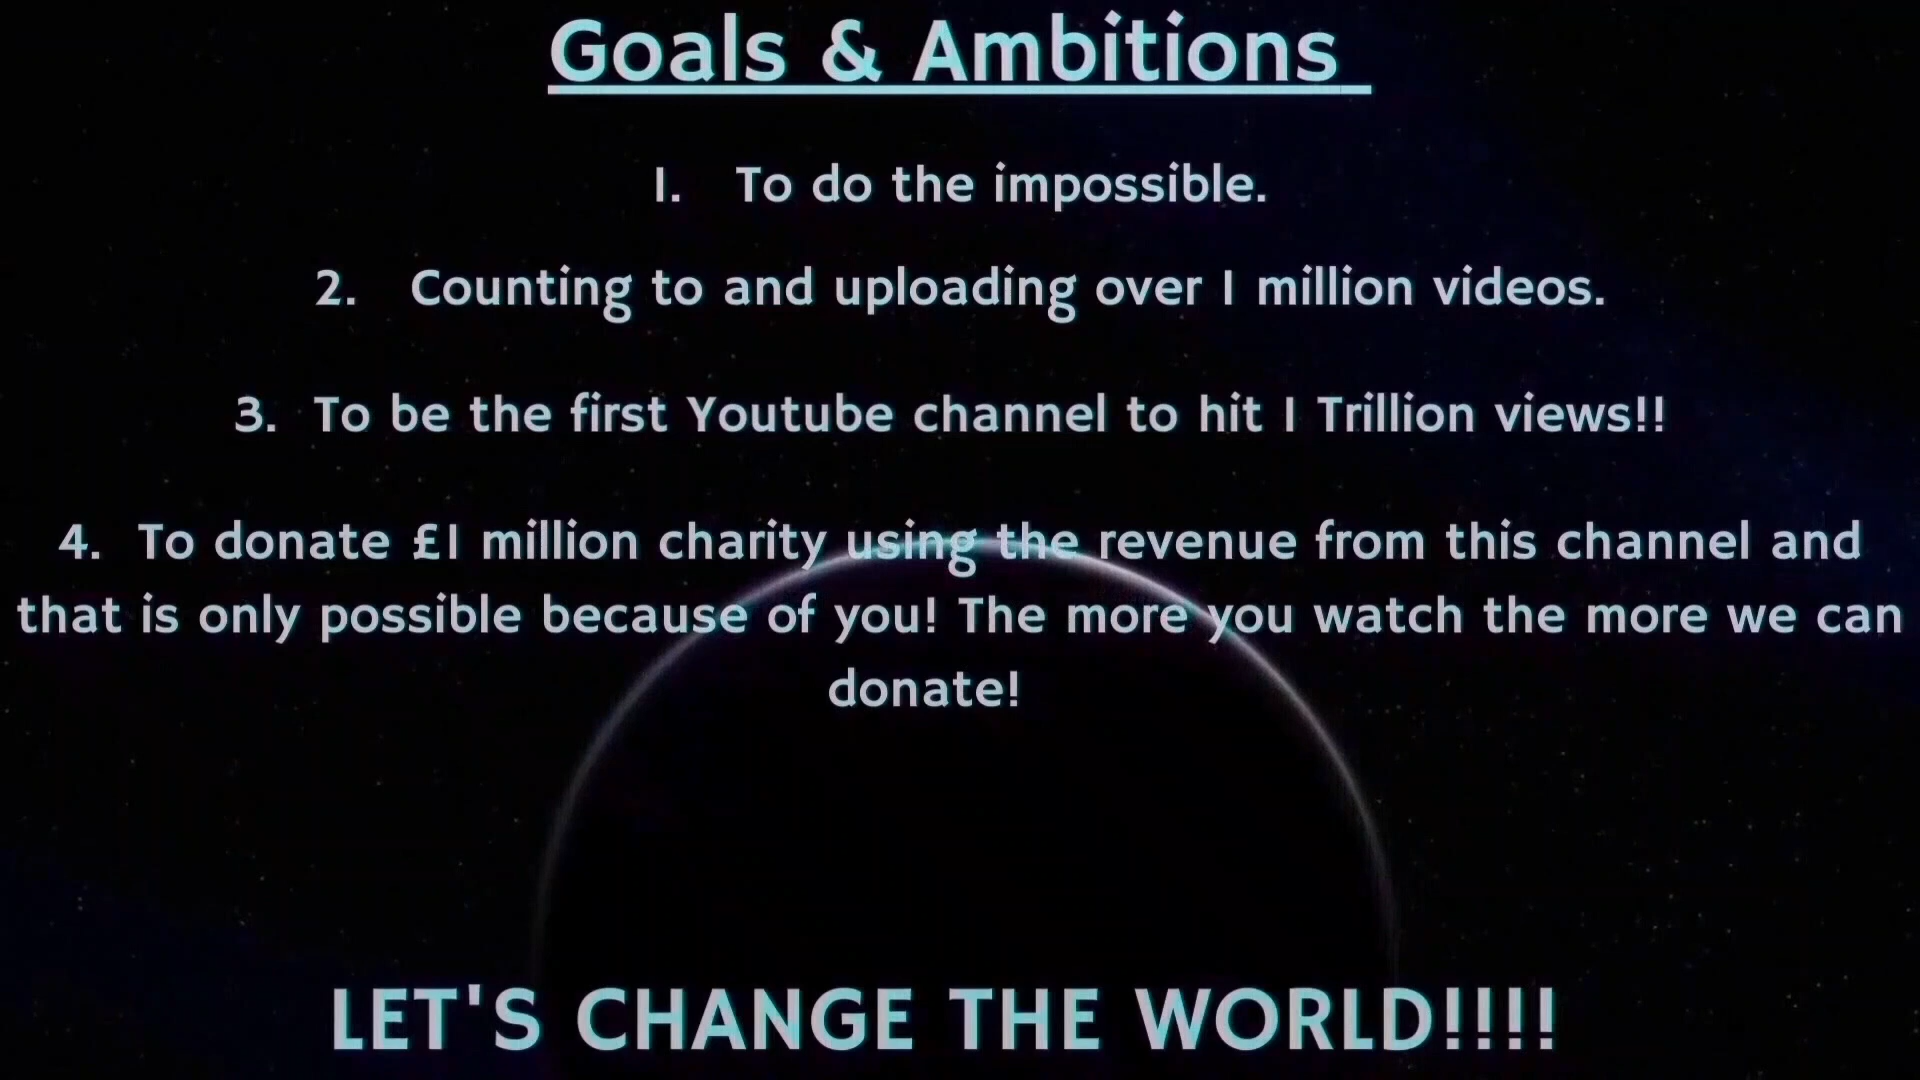 Goals & Ambitions
1. To do the impossible.
2. Counting to and uploading over 1 million videos.
3. To be the first Youtube channel to hit 1 Trillion views!!
4. To donate £1 million charity using the revenue from this channel and
that is only possible because of you! The more you watch the more we can
donate!
LET'S CHANGE THE WORLD!!!!